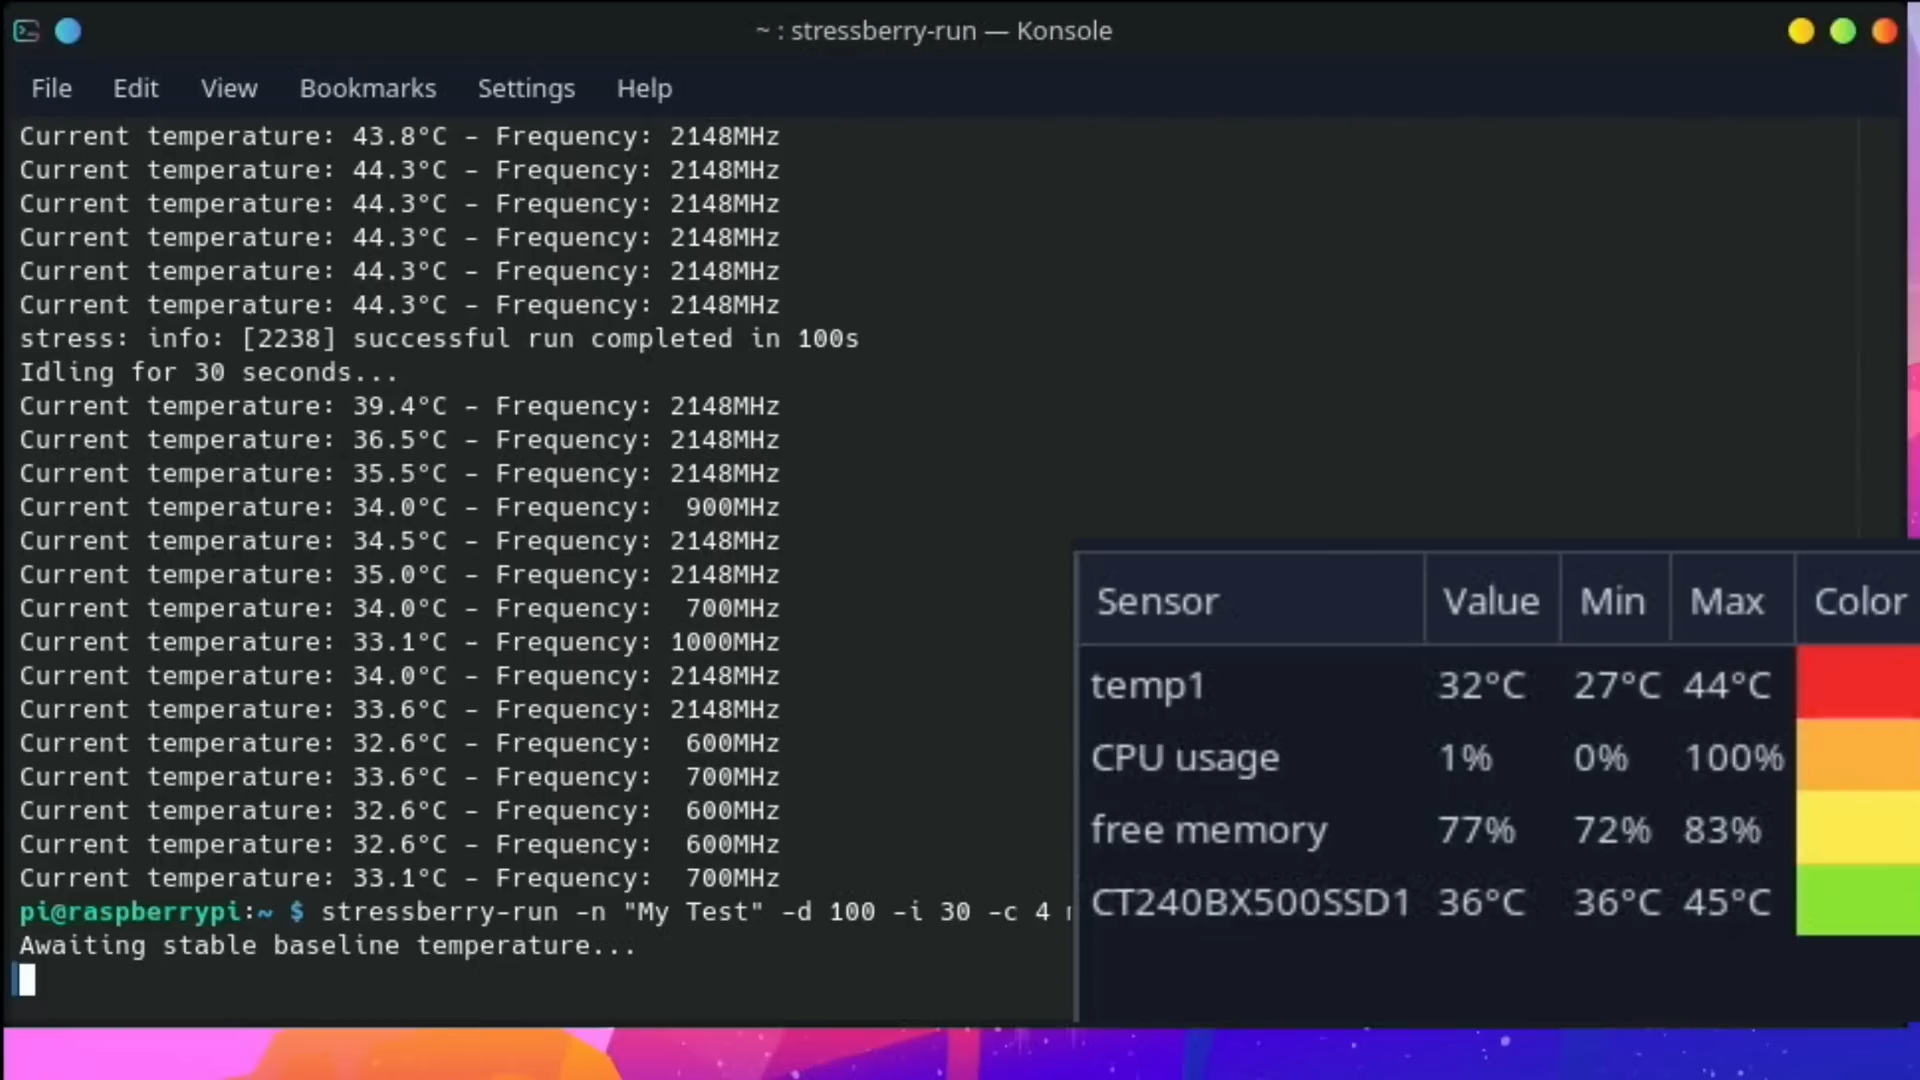 ~ : stressberry-run — Konsole
File Edit View Bookmarks Settings Help
Current temperature: 43.8°C - Frequency: 2148MHz
Current temperature: 44.3°C - Frequency: 2148MHz
Current temperature: 44.3°C - Frequency: 2148MHz
Current temperature: 44.3°C - Frequency: 2148MHz
Current temperature: 44.3°C - Frequency: 2148MHz
Current temperature: 44.3°C - Frequency: 2148MHz
stress: info: [2238] successful run completed in 100s
Idling for 30 seconds...
Current temperature: 39.4°C - Frequency: 2148MHz
Current temperature: 36.5°C - Frequency: 2148MHz
Current temperature: 35.5°C - Frequency: 2148MHz
Current temperature: 34.0°C - Frequency:  900MHz
Current temperature: 34.5°C - Frequency: 2148MHz
Current temperature: 35.0°C - Frequency: 2148MHz
Current temperature: 34.0°C - Frequency:  700MHz
Current temperature: 33.1°C - Frequency: 1000MHz
Current temperature: 34.0°C - Frequency: 2148MHz
Current temperature: 33.6°C - Frequency: 2148MHz
Current temperature: 32.6°C - Frequency:  600MHz
Current temperature: 33.6°C - Frequency:  700MHz
Current temperature: 32.6°C - Frequency:  600MHz
Current temperature: 32.6°C - Frequency:  600MHz
Current temperature: 33.1°C - Frequency:  700MHz
pi@raspberrypi:~ $ stressberry-run -n "My Test" -d 100 -i 30 -c 4
Awaiting stable baseline temperature...
Sensor Value Min Max Color
temp1 32°C 27°C 44°C
CPU usage 1% 0% 100%
free memory 77% 72% 83%
CT240BX500SSD1 36°C 36°C 45°C